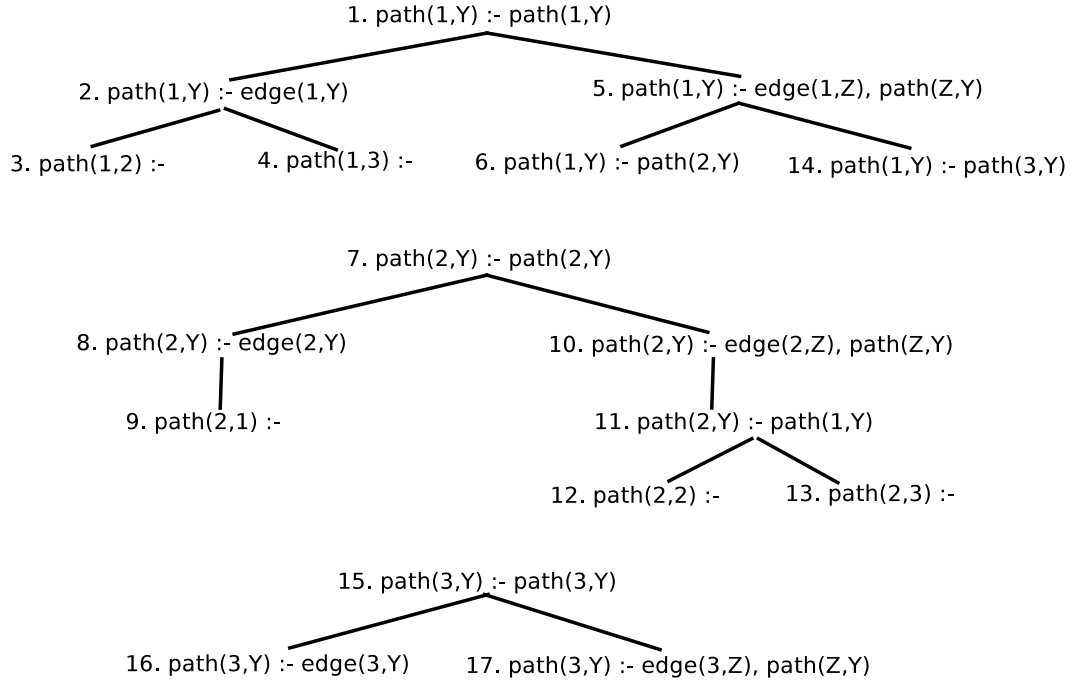 1. path(1,Y) :- path(1,Y)
2. path(1,Y) :- edge(1,Y)
5. path(1,Y) :- edge(1,Z), path(Z,Y)
3. path(1,2) :-
4. path(1,3) :-
6. path(1,Y) :- path(2,Y)
14. path(1,Y) :- path(3,Y)
7. path(2,Y) :- path(2,Y)
8. path(2,Y) :- edge(2,Y)
10. path(2,Y) :- edge(2,Z), path(Z,Y)
9. path(2,1) :-
11. path(2,Y) :- path(1,Y)
12. path(2,2) :-
13. path(2,3) :-
15. path(3,Y) :- path(3,Y)
16. path(3,Y) :- edge(3,Y)
17. path(3,Y) :- edge(3,Z), path(Z,Y)